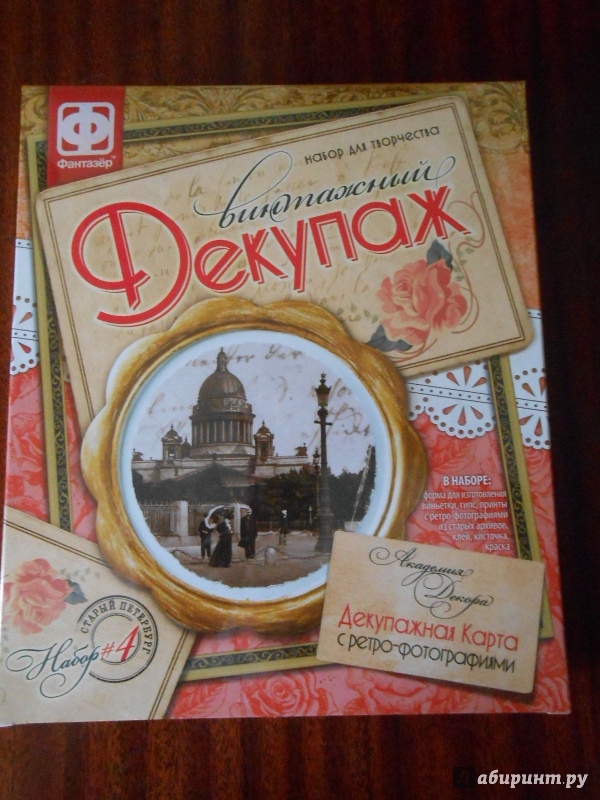 Фантазёр
набор для творчества
винтажный
Декупаж
В НАБОРЕ:
форма для изготовления
виньетки, гипс, принты
с ретро-фотографиями
из старых архивов,
клей, кисточка,
краска
Академия
Декора
Декупажная Карта
с ретро-фотографиями
СТАРЫЙ ПЕТЕРБУРГ
Набор #4
Лабиринт.ру